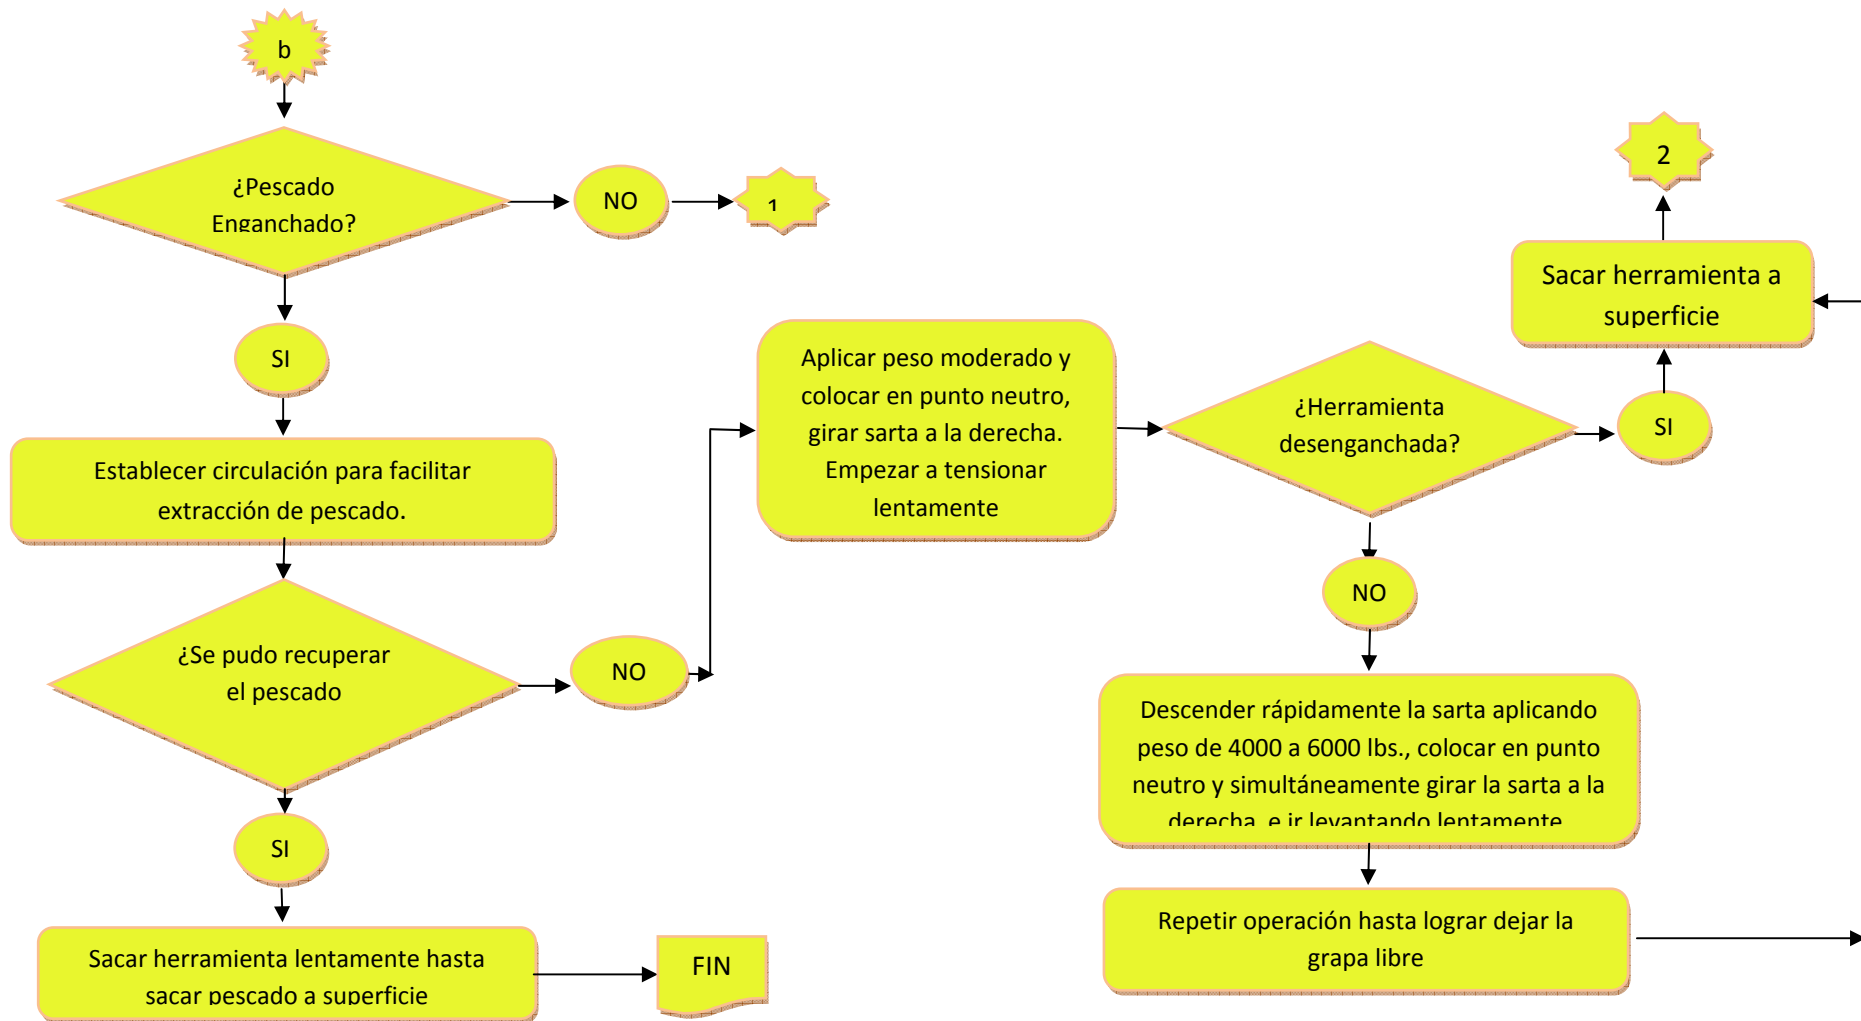 b
¿Pescado
Enganchado?
NO
1
SI
Establecer circulación para facilitar
extracción de pescado.
¿Se pudo recuperar
el pescado
NO
SI
Sacar herramienta lentamente hasta
sacar pescado a superficie
FIN
Aplicar peso moderado y
colocar en punto neutro,
girar sarta a la derecha.
Empezar a tensionar
lentamente
¿Herramienta
desenganchada?
SI
Sacar herramienta a
superficie
2
NO
Descender rápidamente la sarta aplicando
peso de 4000 a 6000 lbs., colocar en punto
neutro y simultáneamente girar la sarta a la
derecha e ir levantando lentamente
Repetir operación hasta lograr dejar la
grapa libre